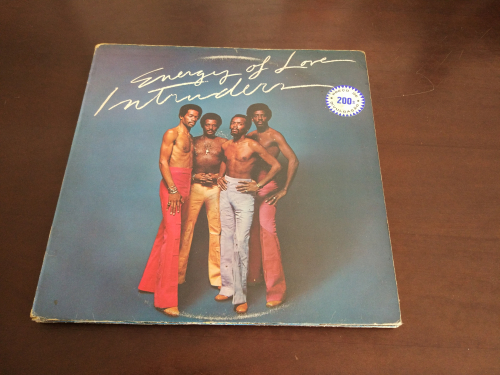 Energy of Love
Intruders
200$